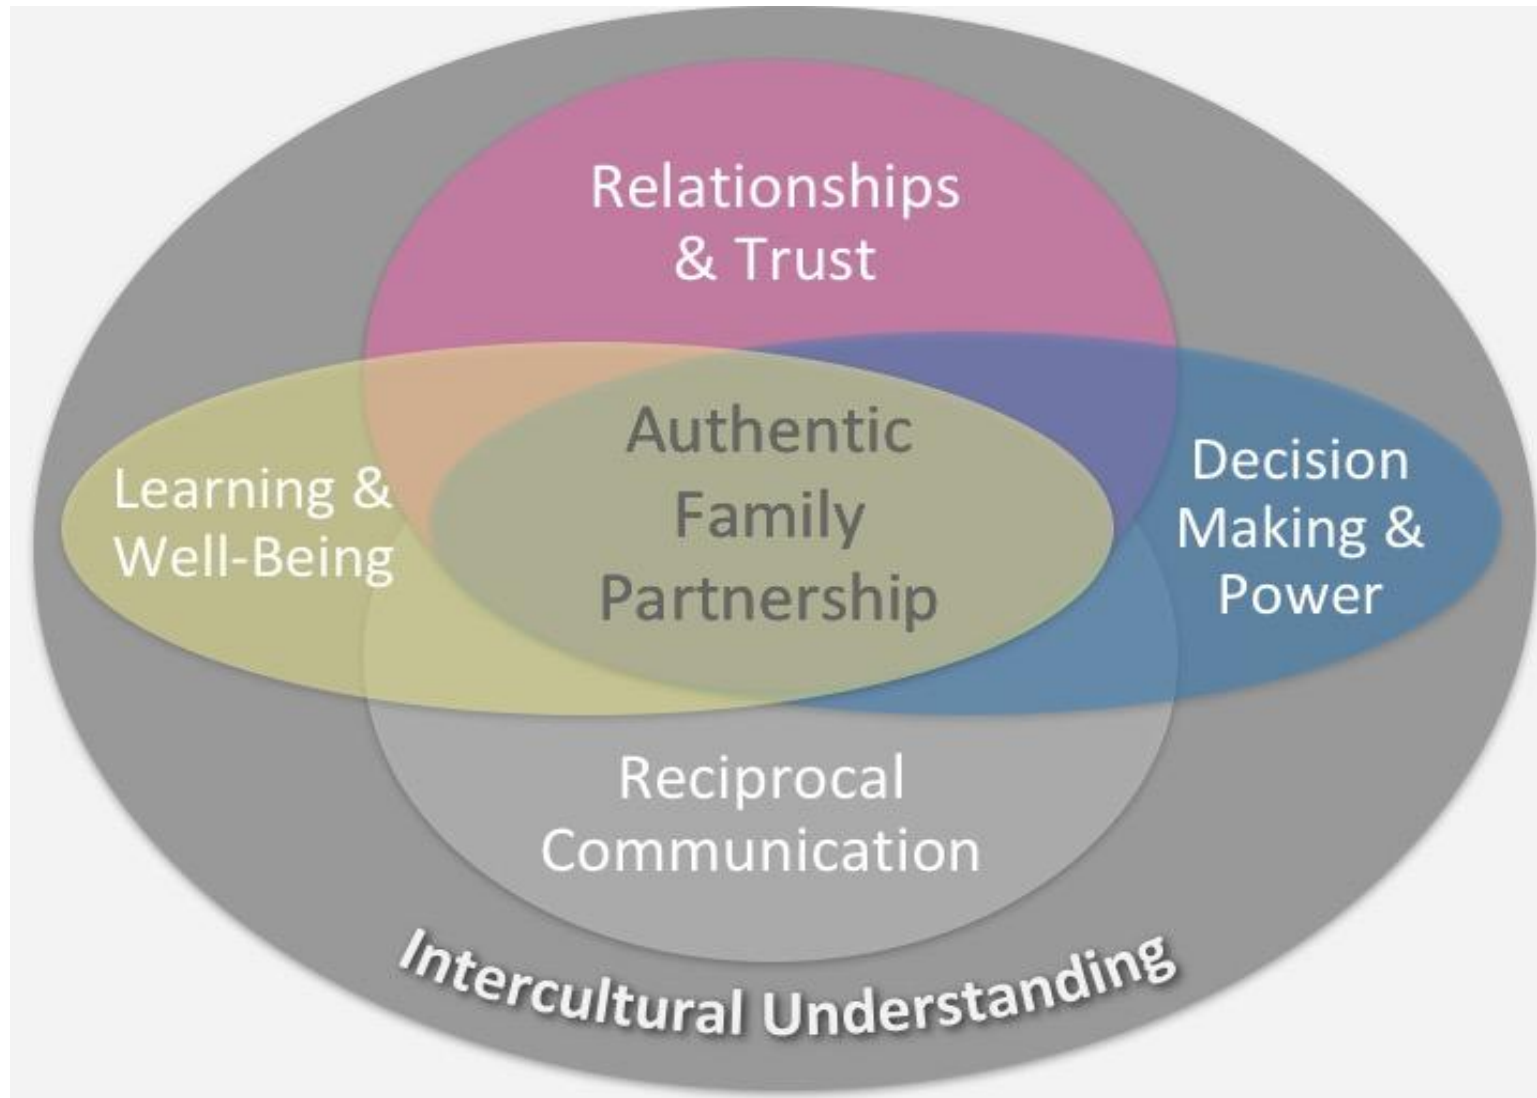 Relationships
& Trust
Learning &
Well-Being
Authentic
Family
Partnership
Decision
Making &
Power
Reciprocal
Communication
Intercultural Understanding